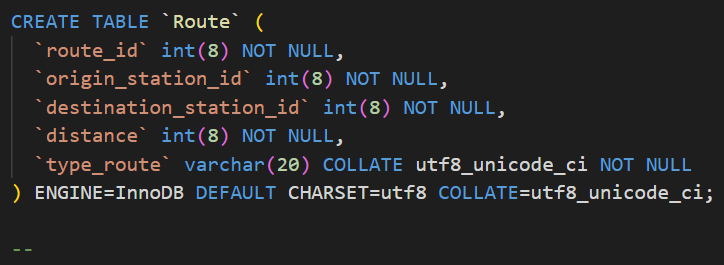 CREATE TABLE `Route` (
  `route_id` int(8) NOT NULL,
  `origin_station_id` int(8) NOT NULL,
  `destination_station_id` int(8) NOT NULL,
  `distance` int(8) NOT NULL,
  `type_route` varchar(20) COLLATE utf8_unicode_ci NOT NULL
) ENGINE=InnoDB DEFAULT CHARSET=utf8 COLLATE=utf8_unicode_ci;
--